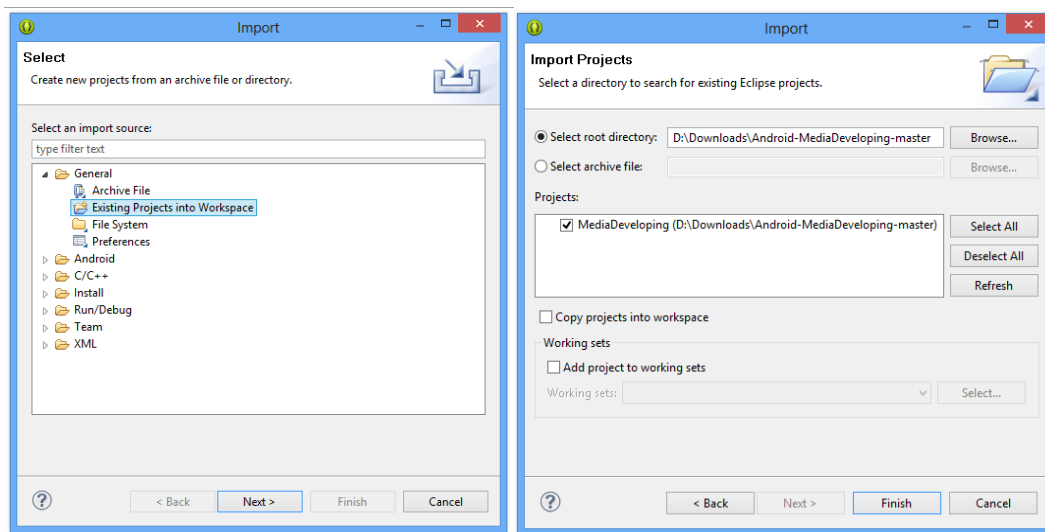 Import
Select
Create new projects from an archive file or directory.
Select an import source:
type filter text
General
Archive File
Existing Projects into Workspace
File System
Preferences
Android
C/C++
Install
Run/Debug
Team
XML
?
< Back
Next >
Finish
Cancel
Import
Import Projects
Select a directory to search for existing Eclipse projects.
Select root directory: D:\Downloads\Android-MediaDeveloping-master Browse...
Select archive file: Browse...
Projects:
MediaDeveloping (D:\Downloads\Android-MediaDeveloping-master)
Select All
Deselect All
Refresh
Copy projects into workspace
Working sets
Add project to working sets
Working sets: Select...
?
< Back
Next >
Finish
Cancel